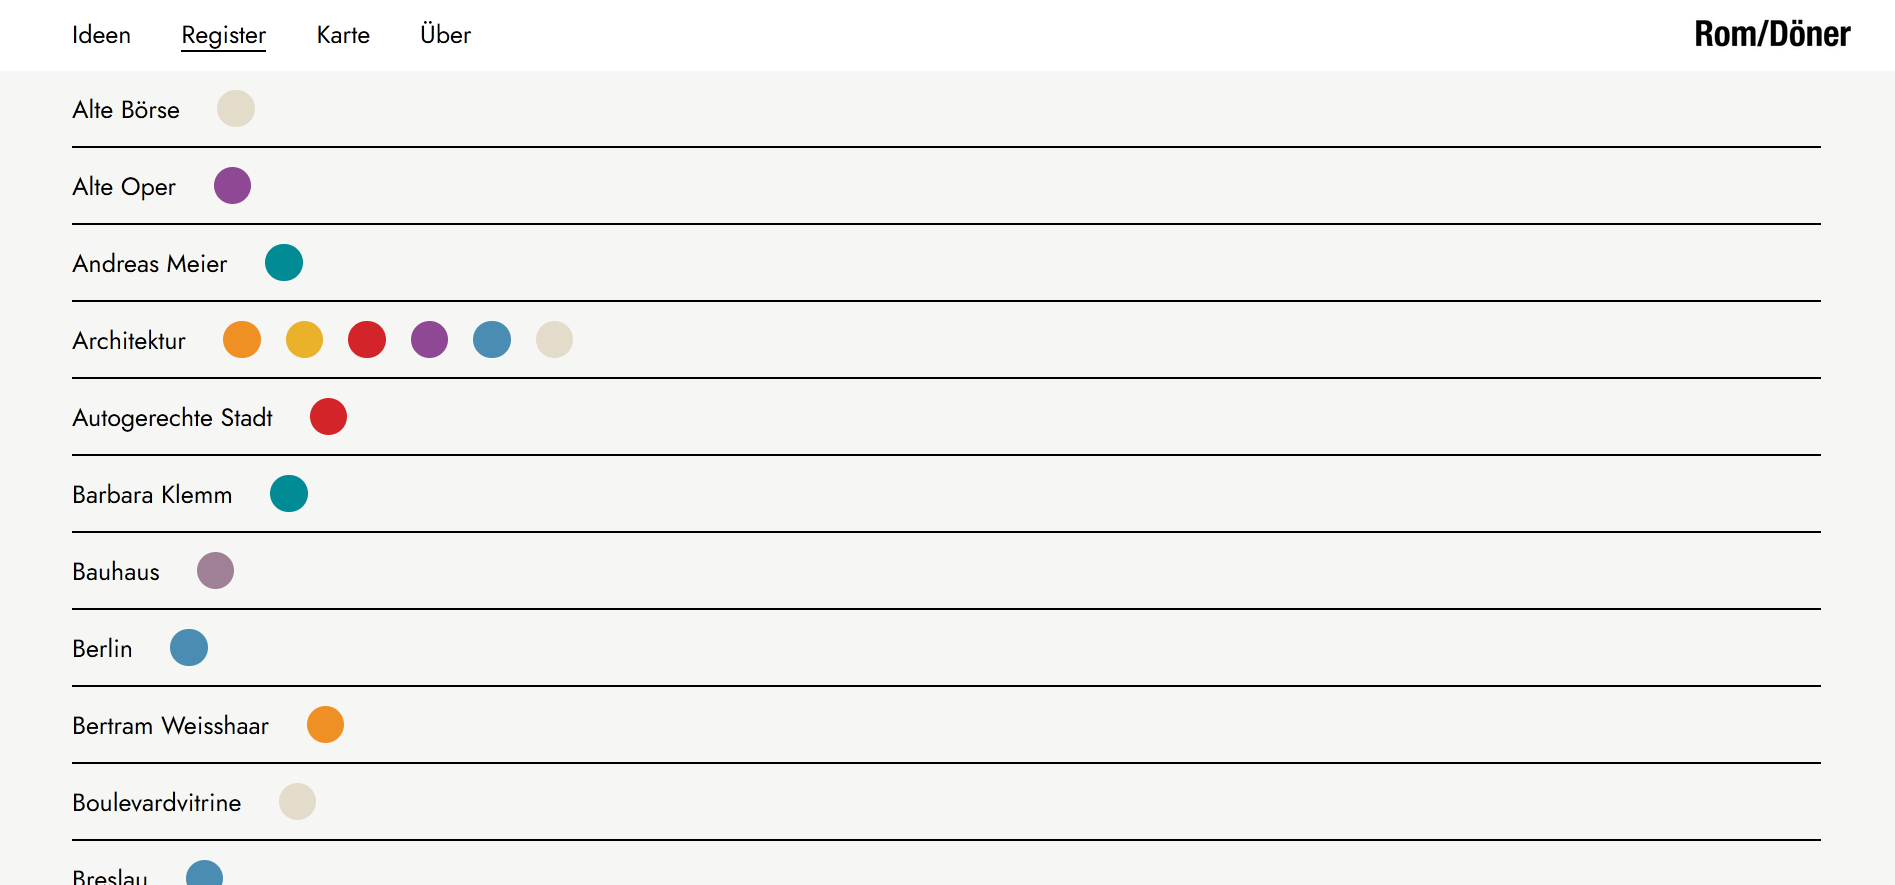 Ideen Register Karte Über Rom/Döner
Alte Börse
Alte Oper
Andreas Meier
Architektur
Autogerechte Stadt
Barbara Klemm
Bauhaus
Berlin
Bertram Weisshaar
Boulevardvitrine
Breslau